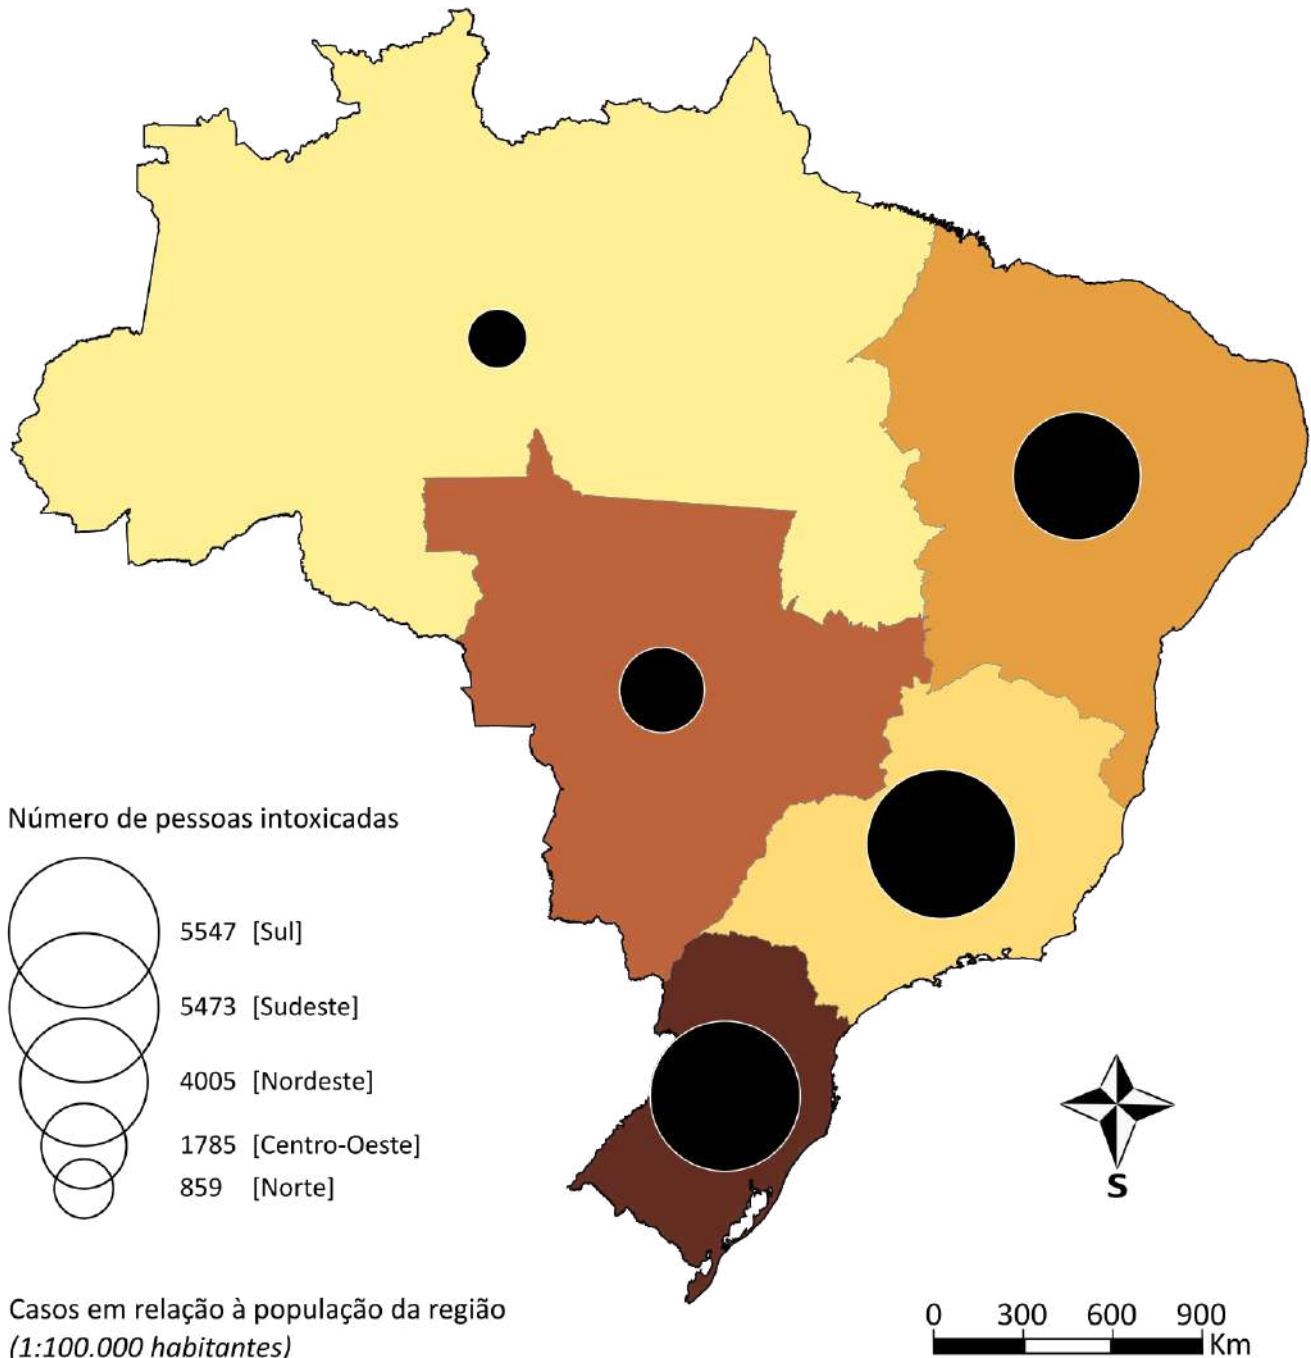 Número de pessoas intoxicadas
5547 [Sul]
5473 [Sudeste]
4005 [Nordeste]
1785 [Centro-Oeste]
859 [Norte]
S
Casos em relação à população da região
(1:100.000 habitantes)
0 300 600 900
Km